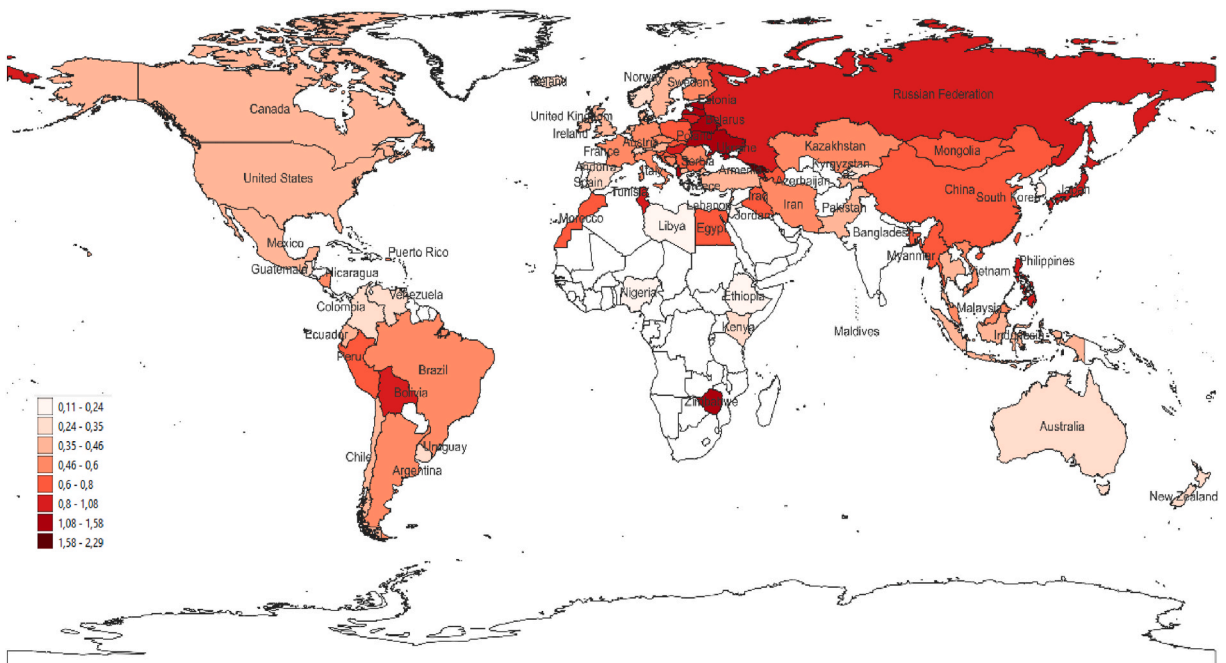 Iceland
Norway
Sweden
Russian Federation
Canada
United Kingdom
Estonia
Belarus
Ireland
Ukraine
Austria
Kazakhstan
France
Mongolia
Serbia
Andorra
Italy
Kyrgyzstan
United States
Spain
Greece
Armenia
Azerbaijan
China
South Korea
Japan
Tunisia
Lebanon
Iraq
Iran
Morocco
Jordan
Pakistan
Libya
Egypt
Bangladesh
Mexico
Puerto Rico
Myanmar
Guatemala
Nicaragua
Vietnam
Philippines
Venezuela
Nigeria
Ethiopia
Colombia
Malaysia
Kenya
Maldives
Ecuador
Indonesia
Peru
Brazil
Bolivia
Zimbabwe
Australia
Uruguay
Chile
Argentina
New Zealand
0,11 - 0,24
0,24 - 0,35
0,35 - 0,46
0,46 - 0,6
0,6 - 0,8
0,8 - 1,08
1,08 - 1,58
1,58 - 2,29